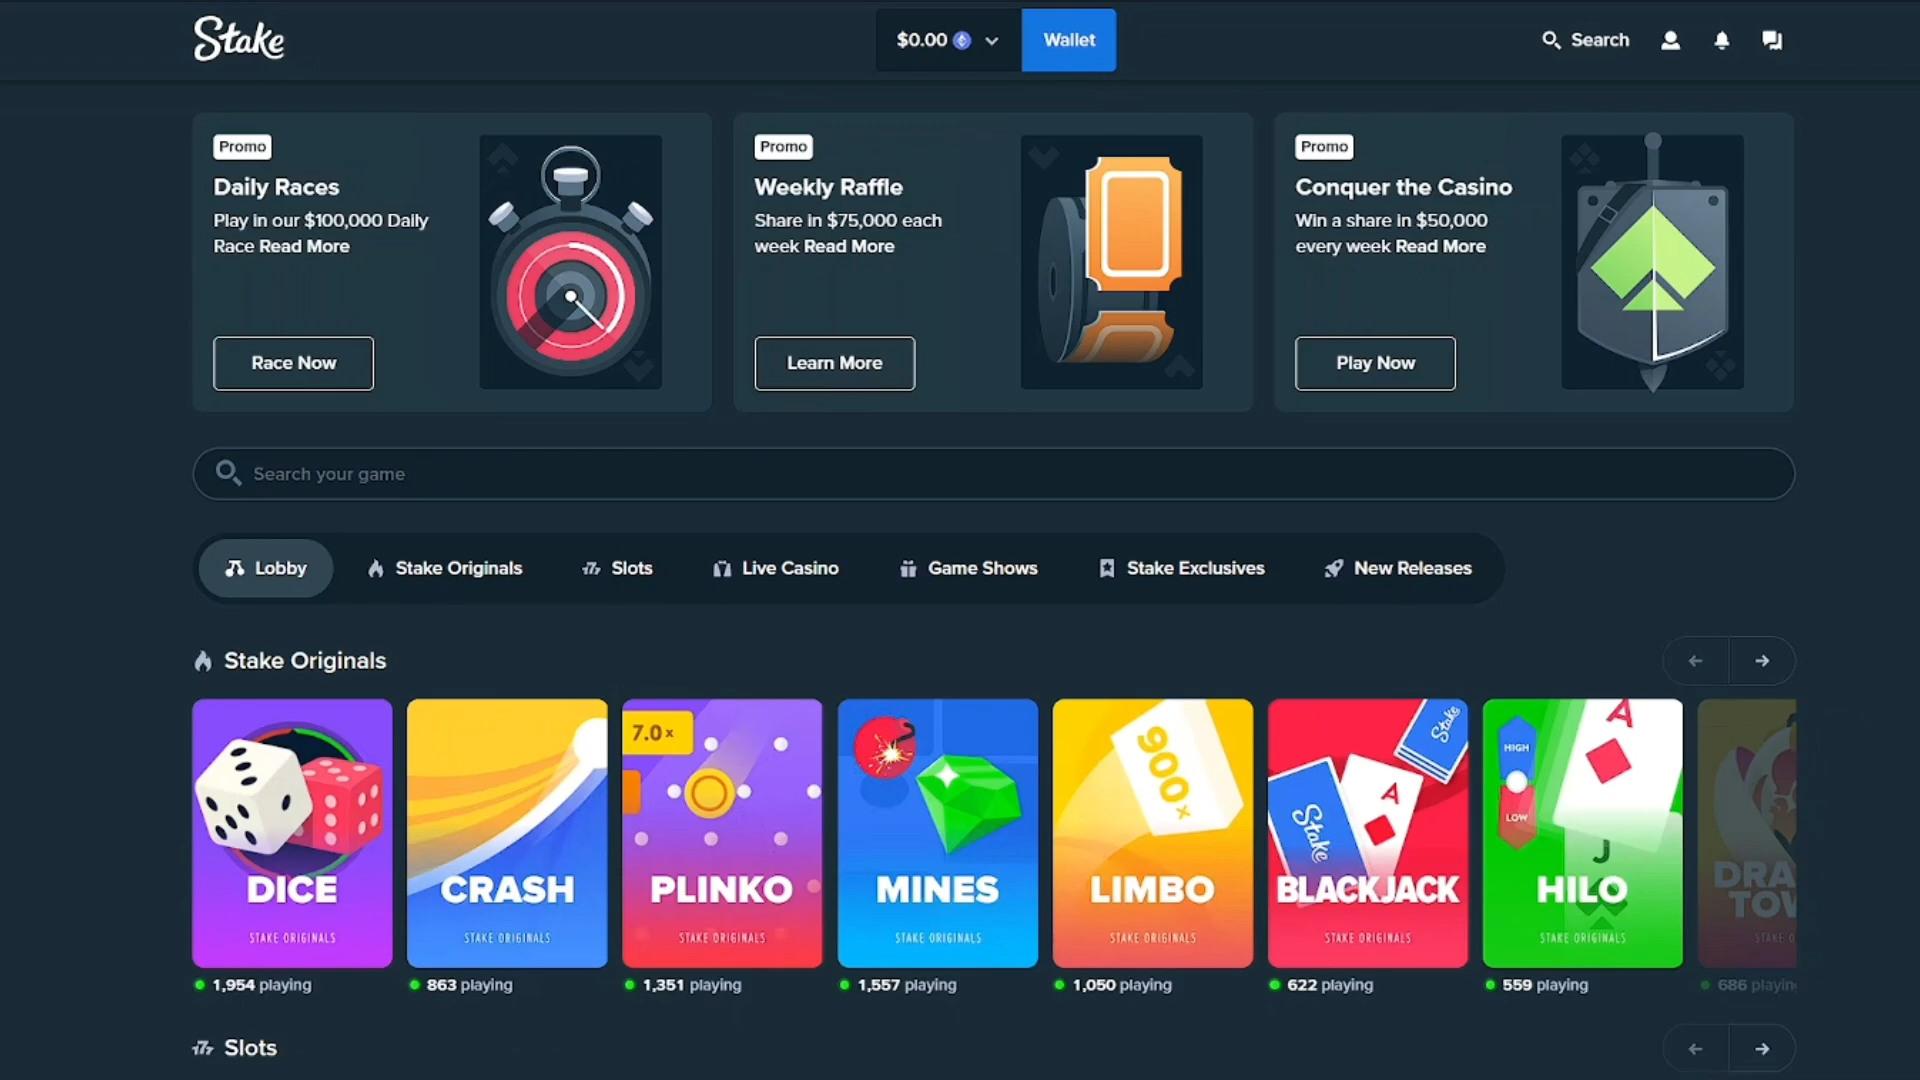 Stake
$0.00
Wallet
Search
Promo
Daily Races
Play in our $100,000 Daily
Race Read More
Race Now
Promo
Weekly Raffle
Share in $75,000 each
week Read More
Learn More
Promo
Conquer the Casino
Win a share in $50,000
every week Read More
Play Now
Search your game
Lobby
Stake Originals
Slots
Live Casino
Game Shows
Stake Exclusives
New Releases
Stake Originals
DICE
STAKE ORIGINALS
1,954 playing
CRASH
STAKE ORIGINALS
863 playing
7.0x
PLINKO
STAKE ORIGINALS
1,351 playing
MINES
STAKE ORIGINALS
1,557 playing
900x
LIMBO
STAKE ORIGINALS
1,050 playing
Stake
Stake
A
BLACKJACK
STAKE ORIGINALS
622 playing
HIGH
LOW
A
J
HILO
STAKE ORIGINALS
559 playing
DRA
TOW
STAKE O
686 playin
Slots